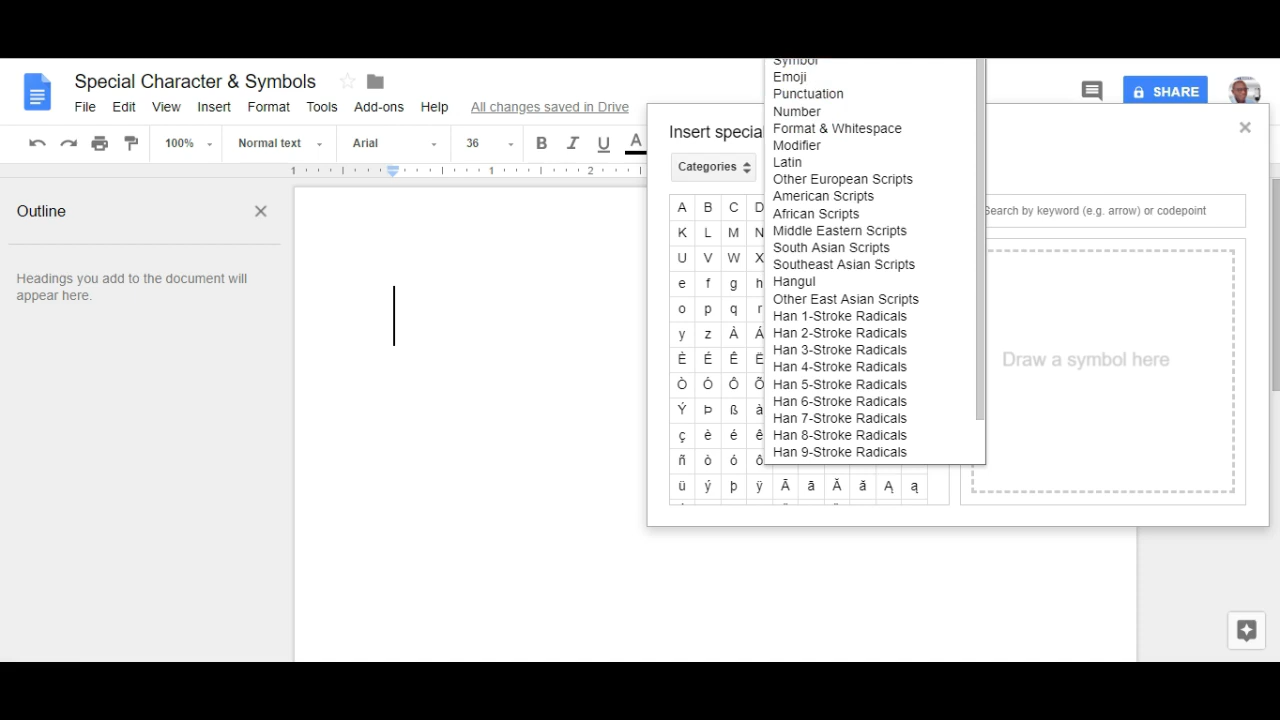 Special Character & Symbols
File Edit View Insert Format Tools Add-ons Help All changes saved in Drive
SHARE
100% Normal text Arial 36 B I U A
1 1 2
Outline
Headings you add to the document will
appear here.
Insert special
Categories
Symbol
Emoji
Punctuation
Number
Format & Whitespace
Modifier
Latin
Other European Scripts
American Scripts
African Scripts
Middle Eastern Scripts
South Asian Scripts
Southeast Asian Scripts
Hangul
Other East Asian Scripts
Han 1-Stroke Radicals
Han 2-Stroke Radicals
Han 3-Stroke Radicals
Han 4-Stroke Radicals
Han 5-Stroke Radicals
Han 6-Stroke Radicals
Han 7-Stroke Radicals
Han 8-Stroke Radicals
Han 9-Stroke Radicals
A B C D
K L M N
U V W X
e f g h
o p q r
y z À Á
È É Ê Ë
Ò Ó Ô Õ
Ý Þ ß à
ç è é ê
ñ ò ó ô
ü ý þ ÿ Ā ā Ă ă Ą ą
Search by keyword (e.g. arrow) or codepoint
Draw a symbol here